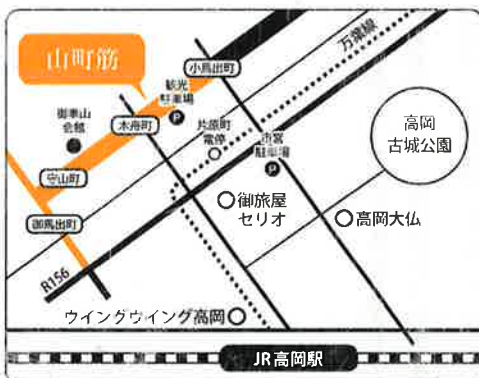 山町筋
小馬出町
万葉線
観光
駐車場
P
御車山
会館
木舟町
片原町
電停
市営
駐車場
P
高岡
古城公園
守山町
御旅屋
セリオ
高岡大仏
御馬出町
R156
ウイングウイング高岡
JR高岡駅